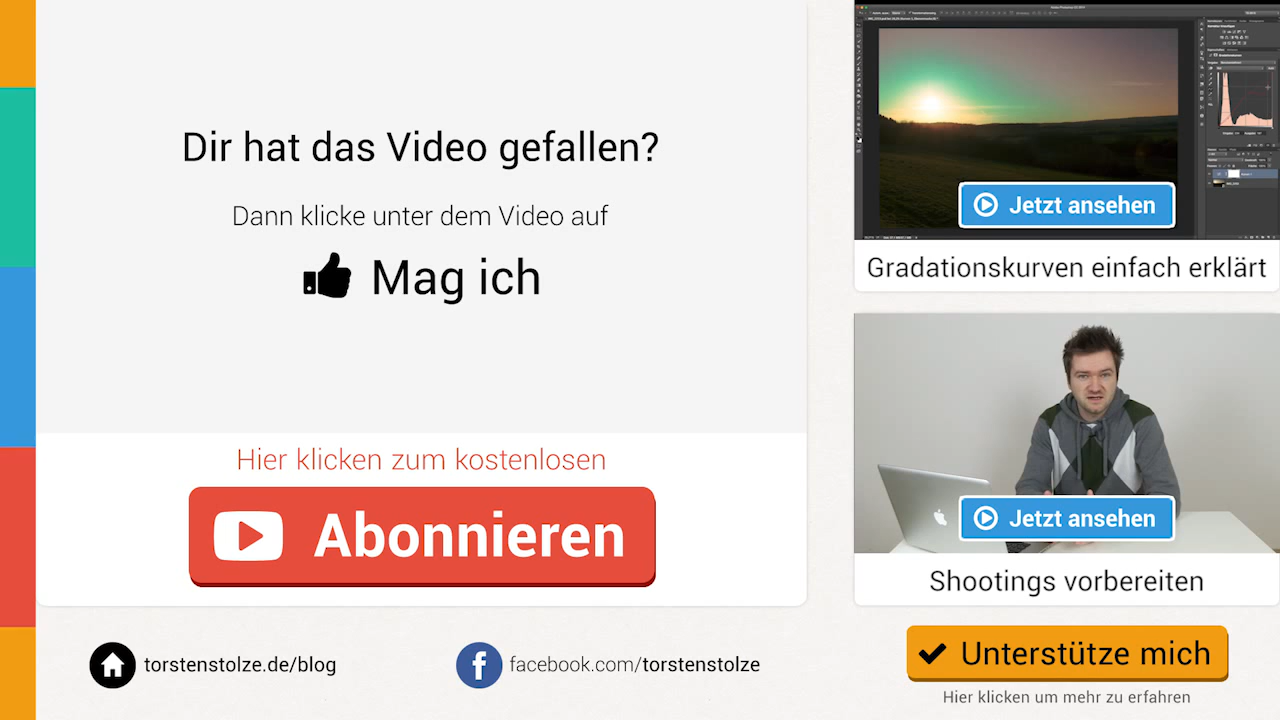 Dir hat das Video gefallen?
Dann klicke unter dem Video auf
Mag ich
Hier klicken zum kostenlosen
Abonnieren
torstenstolze.de/blog
facebook.com/torstenstolze
Jetzt ansehen
Gradationskurven einfach erklärt
Jetzt ansehen
Shootings vorbereiten
Unterstütze mich
Hier klicken um mehr zu erfahren